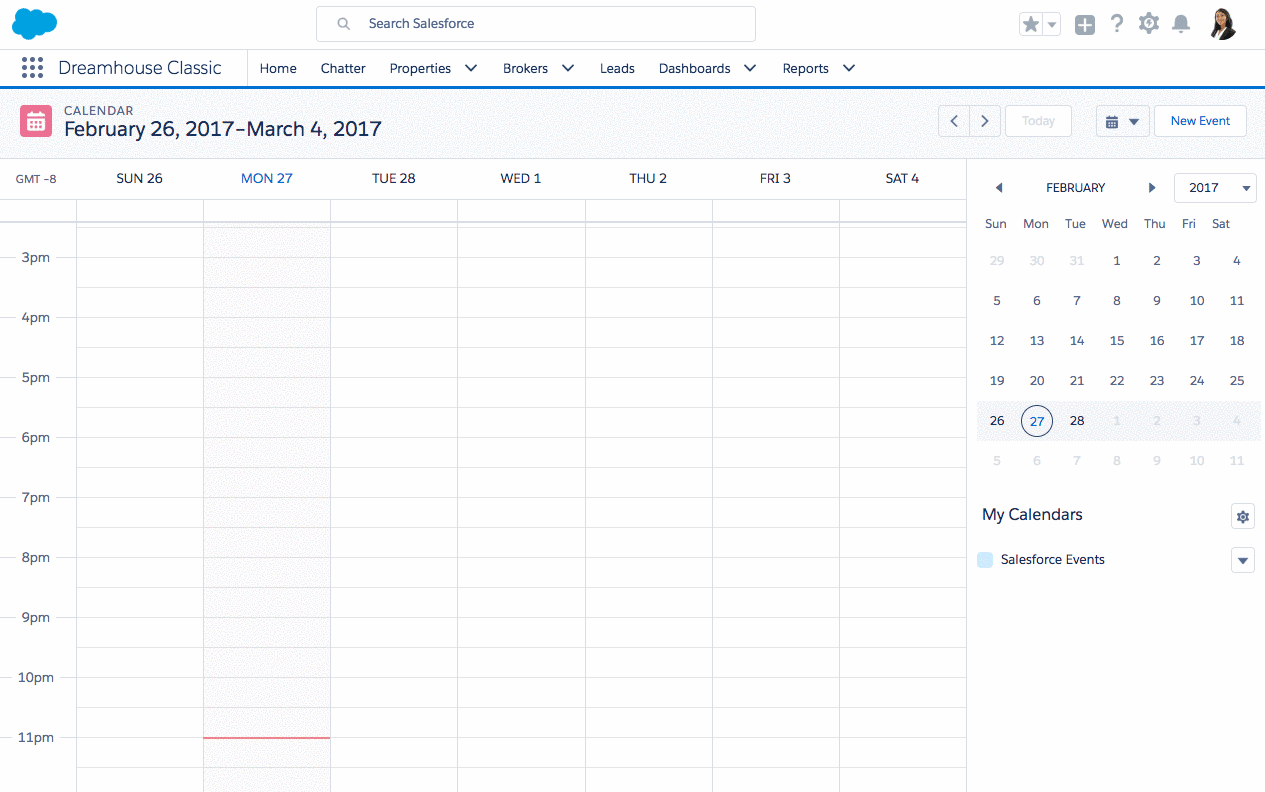 Search Salesforce
Dreamhouse Classic Home Chatter Properties Brokers Leads Dashboards Reports
CALENDAR
February 26, 2017–March 4, 2017
Today
New Event
GMT −8 SUN 26 MON 27 TUE 28 WED 1 THU 2 FRI 3 SAT 4
3pm
4pm
5pm
6pm
7pm
8pm
9pm
10pm
11pm
FEBRUARY 2017
Sun Mon Tue Wed Thu Fri Sat
29 30 31 1 2 3 4
5 6 7 8 9 10 11
12 13 14 15 16 17 18
19 20 21 22 23 24 25
26 27 28 1 2 3 4
5 6 7 8 9 10 11
My Calendars
Salesforce Events